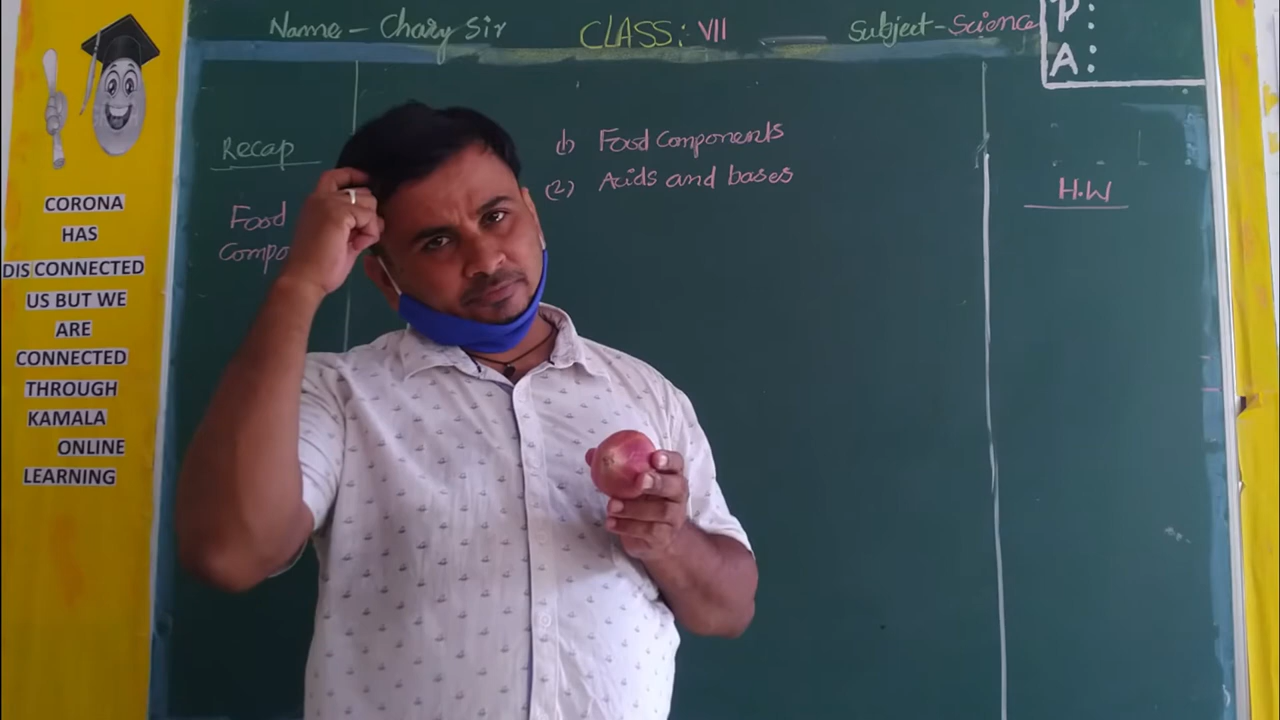 Name - Chary Sir CLASS: VII Subject - Science
P:
A:
CORONA
HAS
DIS CONNECTED
US BUT WE
ARE
CONNECTED
THROUGH
KAMALA
ONLINE
LEARNING
Recap
Food
Compo
(1) Food Components
(2) Acids and bases
H.W